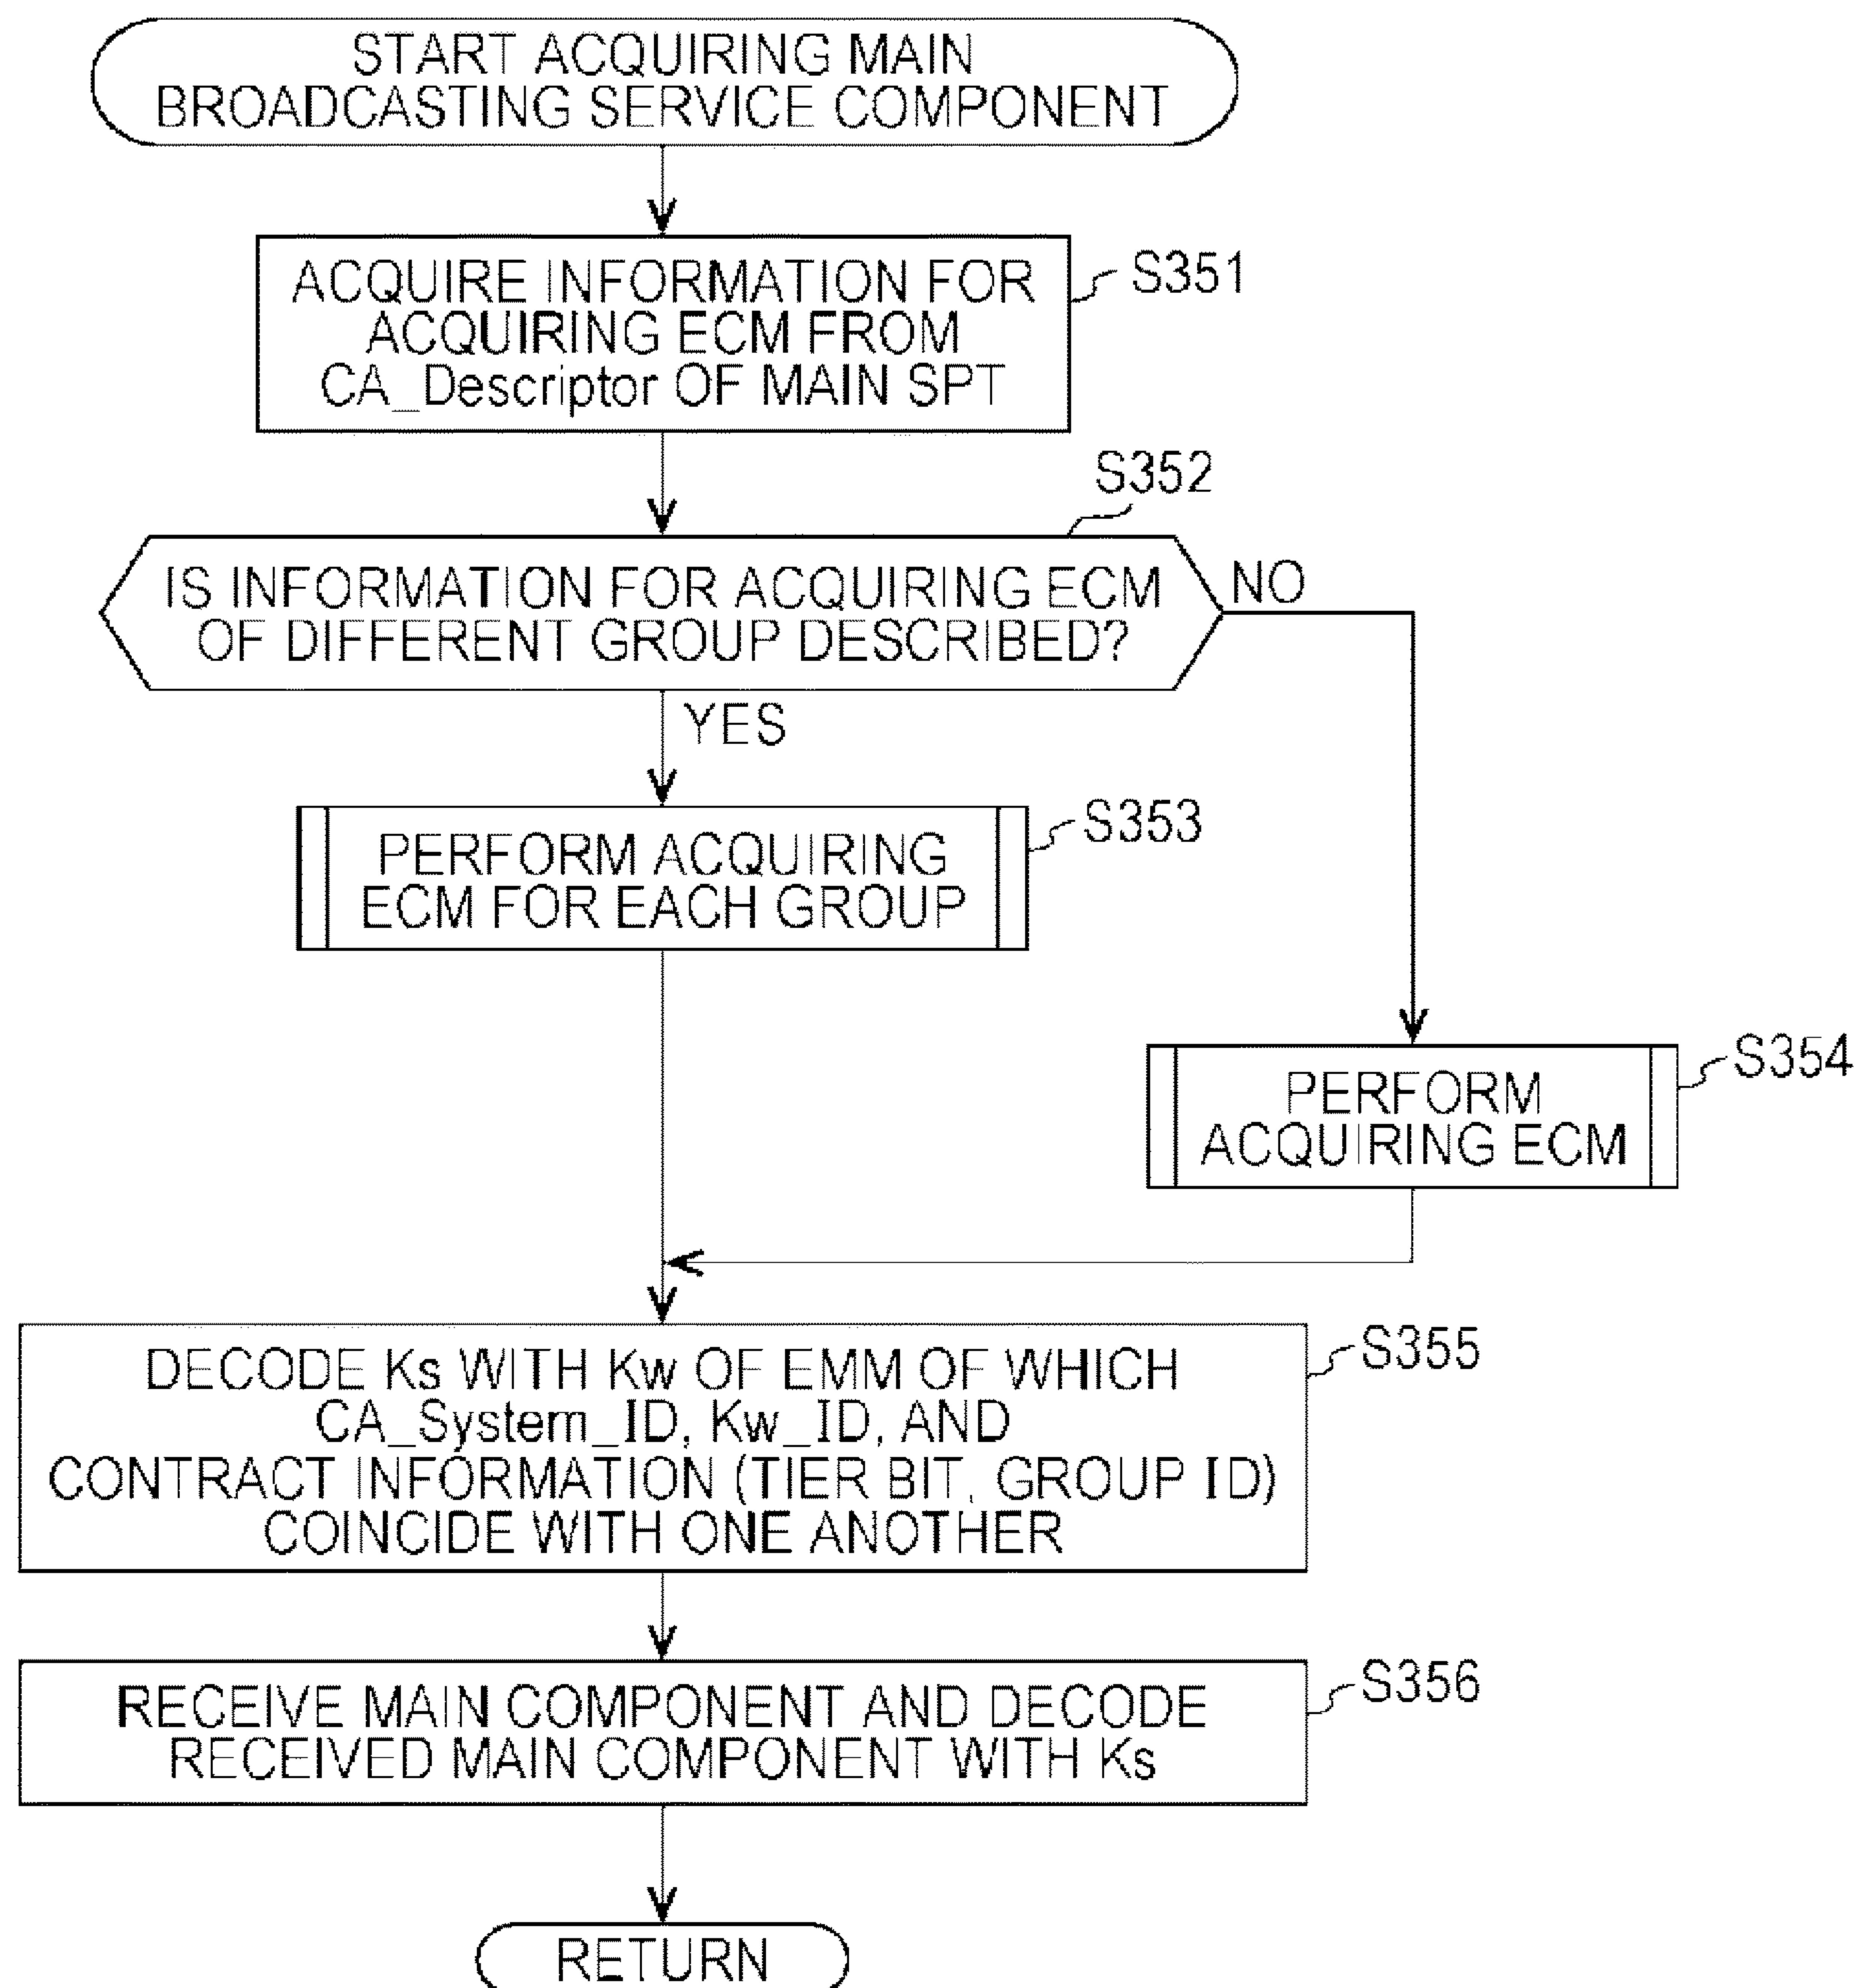 START ACQUIRING MAIN
BROADCASTING SERVICE COMPONENT
S351
ACQUIRE INFORMATION FOR
ACQUIRING ECM FROM
CA_Descriptor OF MAIN SPT
S352
IS INFORMATION FOR ACQUIRING ECM
OF DIFFERENT GROUP DESCRIBED?
NO
YES
S353
PERFORM ACQUIRING
ECM FOR EACH GROUP
S354
PERFORM
ACQUIRING ECM
S355
DECODE Ks WITH Kw OF EMM OF WHICH
CA_System_ID, Kw_ID, AND
CONTRACT INFORMATION (TIER BIT, GROUP ID)
COINCIDE WITH ONE ANOTHER
S356
RECEIVE MAIN COMPONENT AND DECODE
RECEIVED MAIN COMPONENT WITH Ks
RETURN